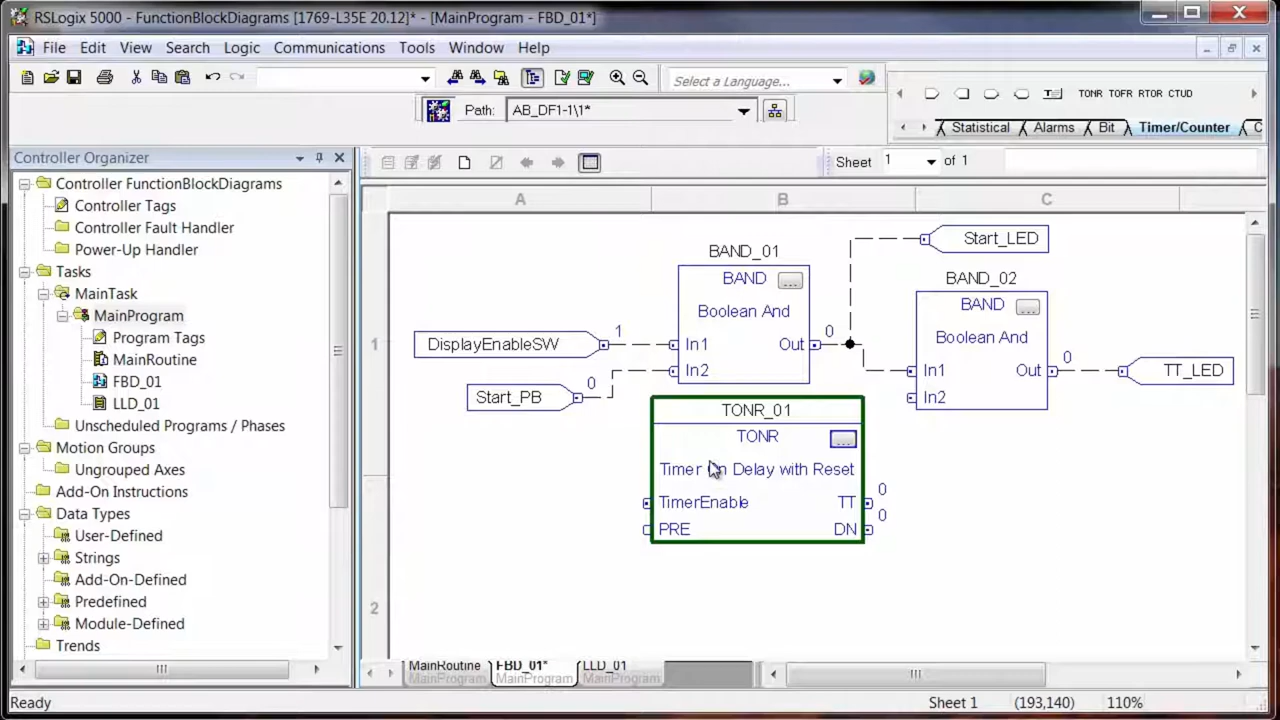 RSLogix 5000 - FunctionBlockDiagrams [1769-L35E 20.12]* - [MainProgram - FBD_01*]
File Edit View Search Logic Communications Tools Window Help
Select a Language...
Path: AB_DF1-1\1*
TONR TOFR RTOR CTUD
Statistical Alarms Bit Timer/Counter C
Controller Organizer
Sheet 1 of 1
Controller FunctionBlockDiagrams
Controller Tags
Controller Fault Handler
Power-Up Handler
Tasks
MainTask
MainProgram
Program Tags
MainRoutine
FBD_01
LLD_01
Unscheduled Programs / Phases
Motion Groups
Ungrouped Axes
Add-On Instructions
Data Types
User-Defined
Strings
Add-On-Defined
Predefined
Module-Defined
Trends
A B C
1
2
BAND_01
BAND ...
Boolean And
In1 Out
In2
DisplayEnableSW
1
Start_PB
0
0
Start_LED
BAND_02
BAND ...
Boolean And
In1 Out
In2
0
TT_LED
TONR_01
TONR ...
Timer On Delay with Reset
TimerEnable TT
0
PRE DN
0
MainRoutine FBD_01* LLD_01
MainProgram MainProgram MainProgram
Ready
Sheet 1 (193,140) 110%